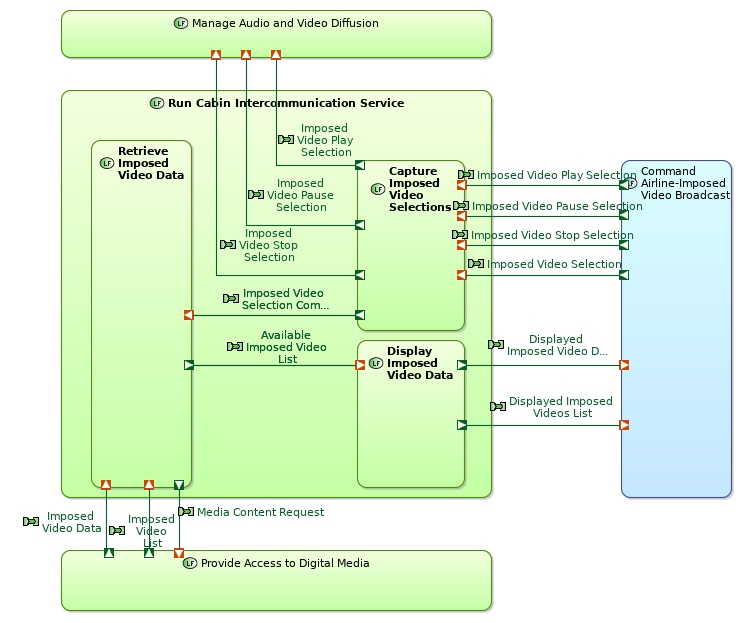 LF Manage Audio and Video Diffusion
LF Run Cabin Intercommunication Service
LF Retrieve
Imposed
Video Data
Imposed
Video Play
Selection
Imposed
Video Pause
Selection
Imposed
Video Stop
Selection
LF Capture
Imposed
Video
Selections
Imposed Video Play Selection
Imposed Video Pause Selection
Imposed Video Stop Selection
Imposed Video Selection
LF Command
Airline-Imposed
Video Broadcast
Imposed Video
Selection Com...
Available
Imposed Video
List
LF Display
Imposed
Video Data
Displayed
Imposed Video D...
Displayed Imposed
Videos List
Imposed
Video Data
Imposed
Video
List
Media Content Request
LF Provide Access to Digital Media